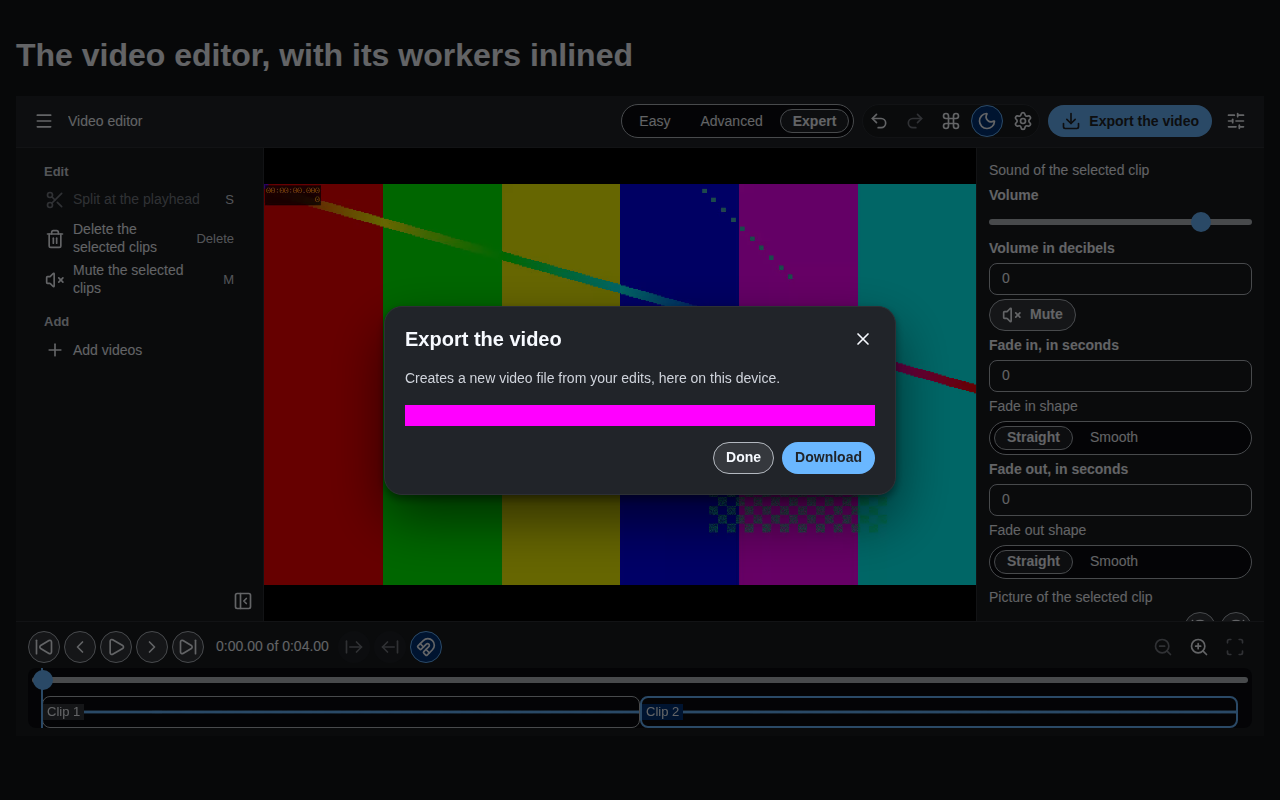 The video editor, with its workers inlined
Video editor
Easy
Advanced
Expert
Export the video
Edit
Split at the playhead S
Delete the
selected clips
Delete
Mute the selected
clips
M
Add
Add videos
00:00:00.000
0
Sound of the selected clip
Volume
Volume in decibels
0
Mute
Fade in, in seconds
0
Fade in shape
Straight Smooth
Fade out, in seconds
0
Fade out shape
Straight Smooth
Picture of the selected clip
Export the video
Creates a new video file from your edits, here on this device.
Done Download
0:00.00 of 0:04.00
Clip 1
Clip 2